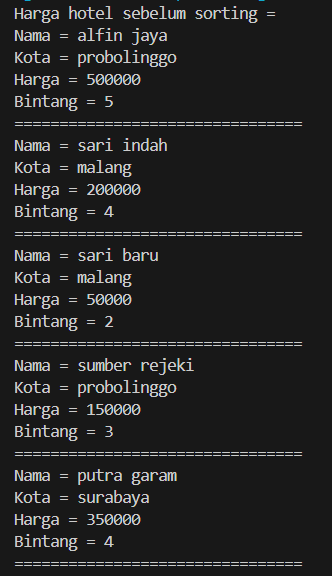 Harga hotel sebelum sorting =
Nama = alfin jaya
Kota = probolinggo
Harga = 500000
Bintang = 5
================================
Nama = sari indah
Kota = malang
Harga = 200000
Bintang = 4
================================
Nama = sari baru
Kota = malang
Harga = 50000
Bintang = 2
================================
Nama = sumber rejeki
Kota = probolinggo
Harga = 150000
Bintang = 3
================================
Nama = putra garam
Kota = surabaya
Harga = 350000
Bintang = 4
================================